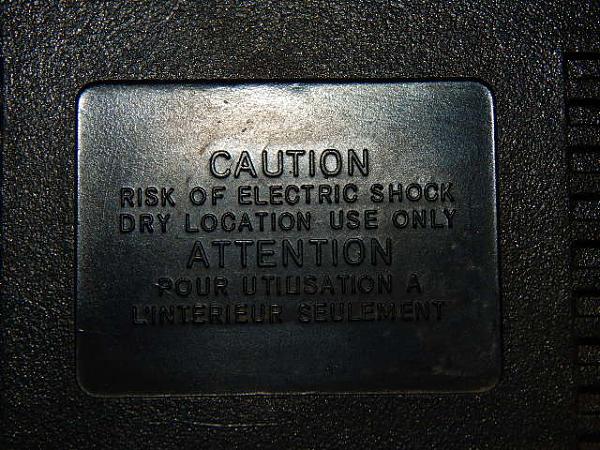 CAUTION
RISK OF ELECTRIC SHOCK
DRY LOCATION USE ONLY
ATTENTION
POUR UTILISATION A
L'INTERIEUR SEULEMENT